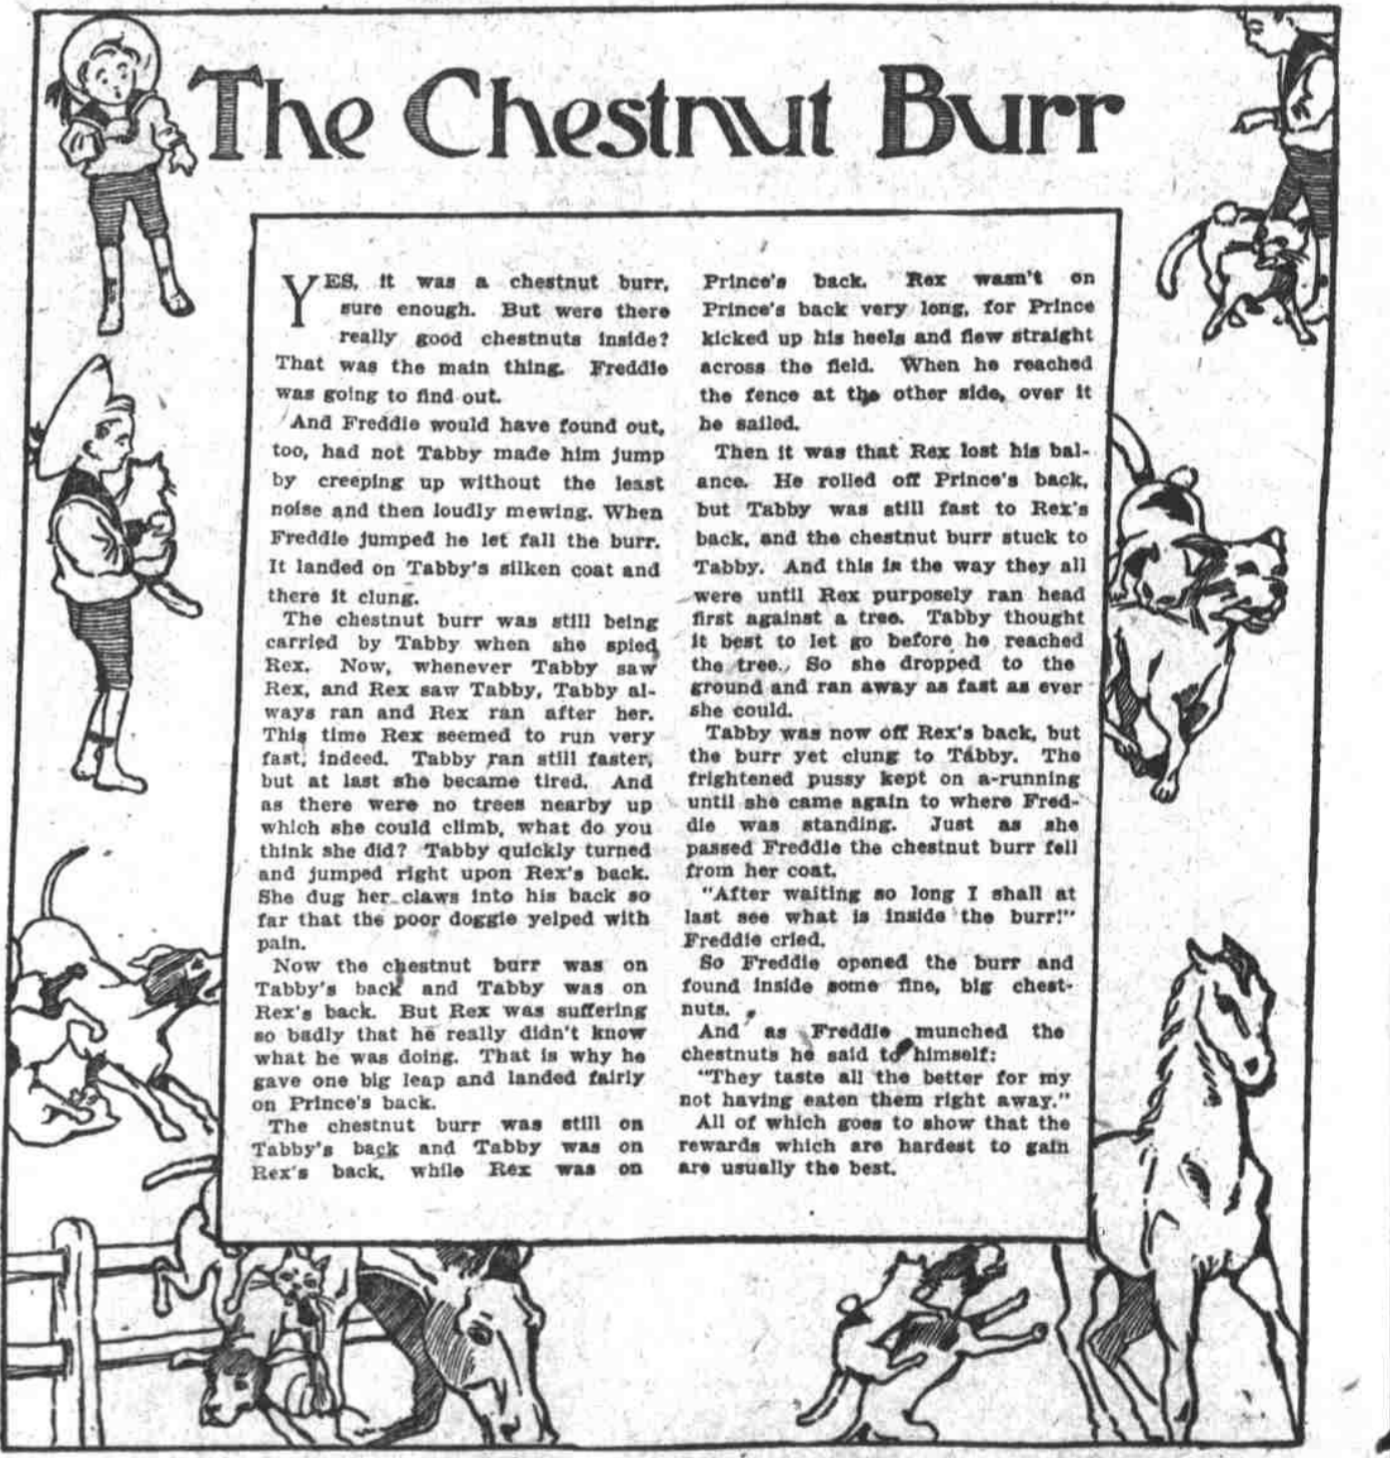 The Chestnut Burr
YES, it was a chestnut burr,
sure enough. But were there
really good chestnuts inside?
That was the main thing. Freddie
was going to find out.
And Freddie would have found out,
too, had not Tabby made him jump
by creeping up without the least
noise and then loudly mewing. When
Freddie jumped he let fall the burr.
It landed on Tabby's silken coat and
there it clung.
The chestnut burr was still being
carried by Tabby when she spied
Rex. Now, whenever Tabby saw
Rex, and Rex saw Tabby, Tabby al-
ways ran and Rex ran after her.
This time Rex seemed to run very
fast, indeed. Tabby ran still faster,
but at last she became tired. And
as there were no trees nearby up
which she could climb, what do you
think she did? Tabby quickly turned
and jumped right upon Rex's back.
She dug her claws into his back so
far that the poor doggie yelped with
pain.
Now the chestnut burr was on
Tabby's back and Tabby was on
Rex's back. But Rex was suffering
so badly that he really didn't know
what he was doing. That is why he
gave one big leap and landed fairly
on Prince's back.
The chestnut burr was still on
Tabby's back and Tabby was on
Rex's back, while Rex was on
Prince's back. Rex wasn't on
Prince's back very long, for Prince
kicked up his heels and flew straight
across the field. When he reached
the fence at the other side, over it
he sailed.
Then it was that Rex lost his bal-
ance. He rolled off Prince's back,
but Tabby was still fast to Rex's
back, and the chestnut burr stuck to
Tabby. And this is the way they all
were until Rex purposely ran head
first against a tree. Tabby thought
it best to let go before he reached
the tree. So she dropped to the
ground and ran away as fast as ever
she could.
Tabby was now off Rex's back, but
the burr yet clung to Tabby. The
frightened pussy kept on a-running
until she came again to where Fred-
die was standing. Just as she
passed Freddie the chestnut burr fell
from her coat.
"After waiting so long I shall at
last see what is inside the burr!"
Freddie cried.
So Freddie opened the burr and
found inside some fine, big chest-
nuts.
And as Freddie munched the
chestnuts he said to himself:
"They taste all the better for my
not having eaten them right away."
All of which goes to show that the
rewards which are hardest to gain
are usually the best.